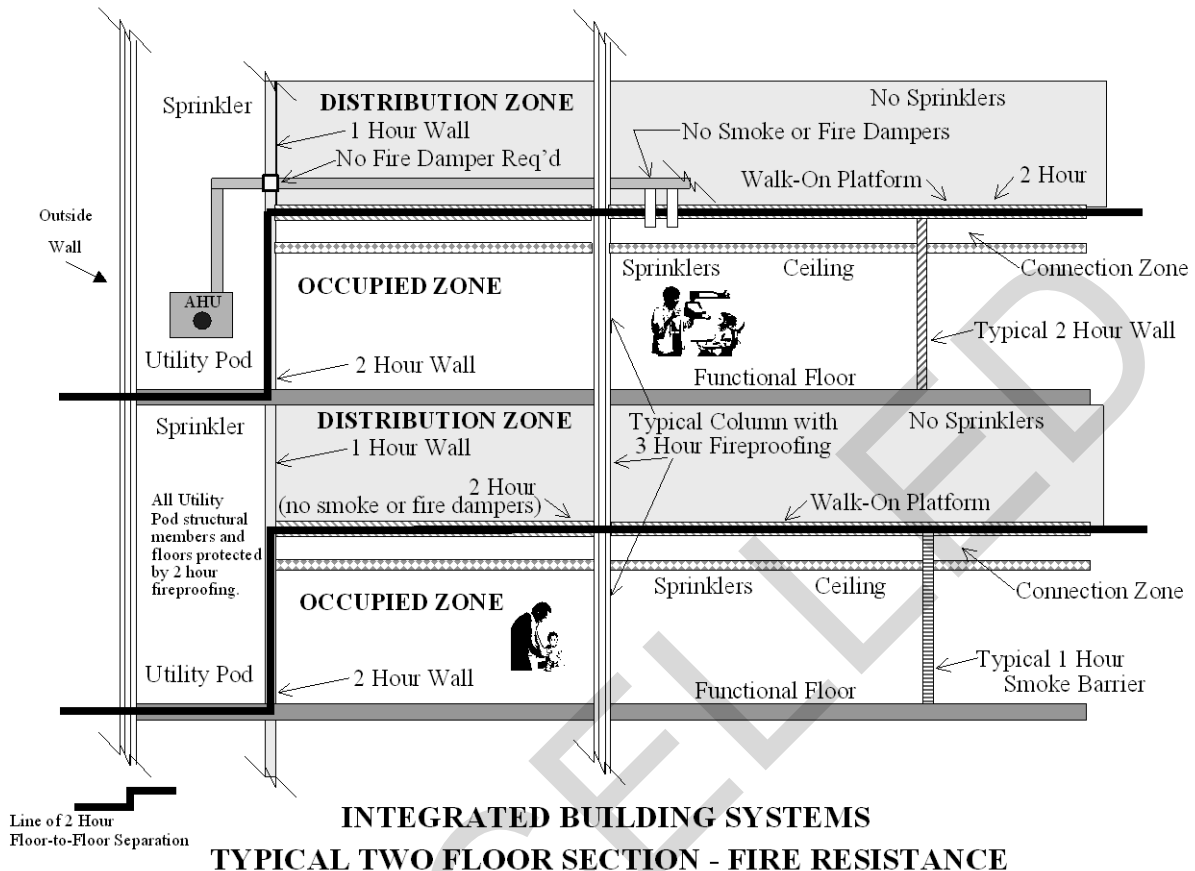 Sprinkler
DISTRIBUTION ZONE
No Sprinklers
1 Hour Wall
No Smoke or Fire Dampers
No Fire Damper Req'd
Walk-On Platform
2 Hour
Outside
Wall
Sprinklers
Ceiling
Connection Zone
OCCUPIED ZONE
AHU
Typical 2 Hour Wall
Utility Pod
2 Hour Wall
Functional Floor
Sprinkler
DISTRIBUTION ZONE
Typical Column with
3 Hour Fireproofing
No Sprinklers
1 Hour Wall
2 Hour
(no smoke or fire dampers)
Walk-On Platform
All Utility
Pod structural
members and
floors protected
by 2 hour
fireproofing.
Sprinklers
Ceiling
Connection Zone
OCCUPIED ZONE
Utility Pod
2 Hour Wall
Typical 1 Hour
Smoke Barrier
Functional Floor
Line of 2 Hour
Floor-to-Floor Separation
INTEGRATED BUILDING SYSTEMS
TYPICAL TWO FLOOR SECTION - FIRE RESISTANCE
CELLED